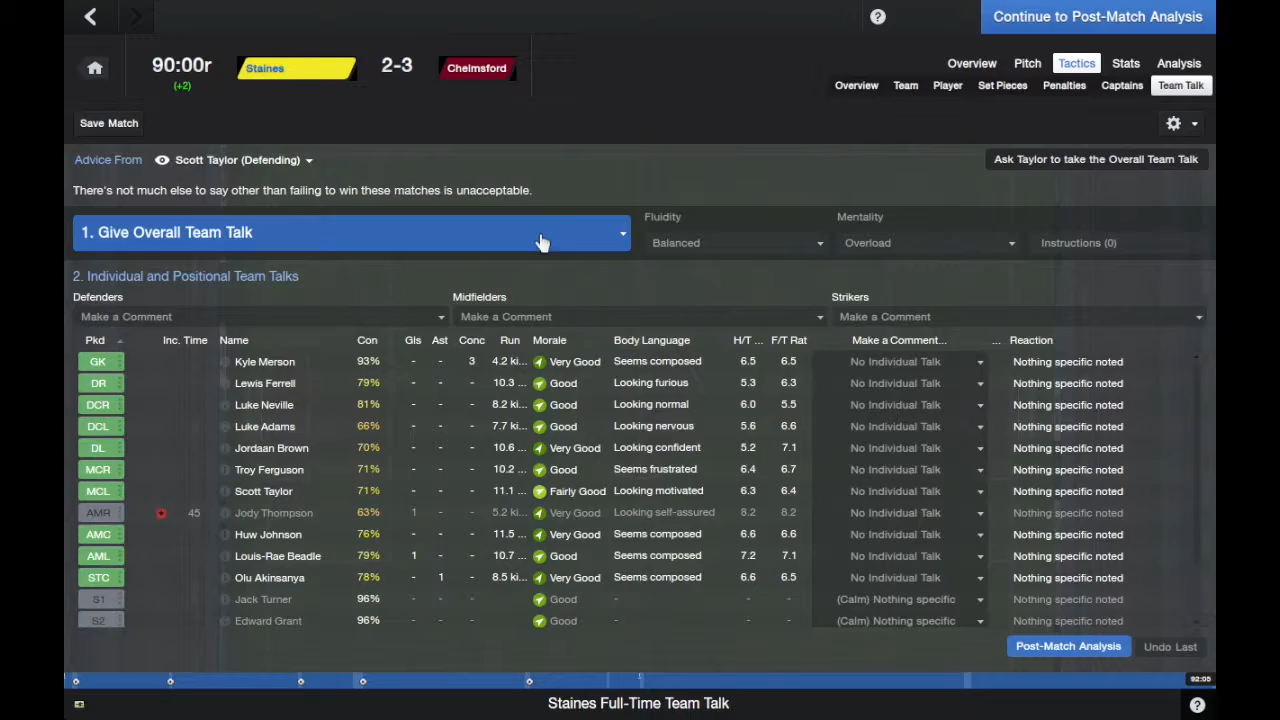 Continue to Post-Match Analysis
90:00r
(+2)
Staines
2-3
Chelmsford
Overview Pitch Tactics Stats Analysis
Overview Team Player Set Pieces Penalties Captains Team Talk
Save Match
Advice From Scott Taylor (Defending)
Ask Taylor to take the Overall Team Talk
There's not much else to say other than failing to win these matches is unacceptable.
1. Give Overall Team Talk
Fluidity Mentality
Balanced Overload Instructions (0)
2. Individual and Positional Team Talks
Defenders Midfielders Strikers
Make a Comment Make a Comment Make a Comment
Pkd Inc. Time Name Con Gls Ast Conc Run Morale Body Language H/T ... F/T Rat Make a Comment... ... Reaction
GK Kyle Merson 93% - - 3 4.2 ki... Very Good Seems composed 6.5 6.5 No Individual Talk Nothing specific noted
DR Lewis Ferrell 79% - - - 10.3 ... Good Looking furious 5.3 6.3 No Individual Talk Nothing specific noted
DCR Luke Neville 81% - - - 8.2 ki... Good Looking normal 6.0 5.5 No Individual Talk Nothing specific noted
DCL Luke Adams 66% - - - 7.7 ki... Good Looking nervous 5.6 6.6 No Individual Talk Nothing specific noted
DL Jordaan Brown 70% - - - 10.6 ... Very Good Looking confident 5.2 7.1 No Individual Talk Nothing specific noted
MCR Troy Ferguson 71% - - - 10.2 ... Good Seems frustrated 6.4 6.7 No Individual Talk Nothing specific noted
MCL Scott Taylor 71% - - - 11.1 ... Fairly Good Looking motivated 6.3 6.4 No Individual Talk Nothing specific noted
AMR 45 Jody Thompson 63% 1 - - 5.2 ki... Very Good Looking self-assured 8.2 8.2 No Individual Talk Nothing specific noted
AMC Huw Johnson 76% - - - 11.5 ... Very Good Seems composed 6.6 6.6 No Individual Talk Nothing specific noted
AML Louis-Rae Beadle 79% 1 - - 10.7 ... Good Seems composed 7.2 7.1 No Individual Talk Nothing specific noted
STC Olu Akinsanya 78% - 1 - 8.5 ki... Very Good Seems composed 6.6 6.5 No Individual Talk Nothing specific noted
S1 Jack Turner 96% Good - - - (Calm) Nothing specific Nothing specific noted
S2 Edward Grant 96% Good - - - (Calm) Nothing specific Nothing specific noted
Post-Match Analysis Undo Last
92:05
Staines Full-Time Team Talk